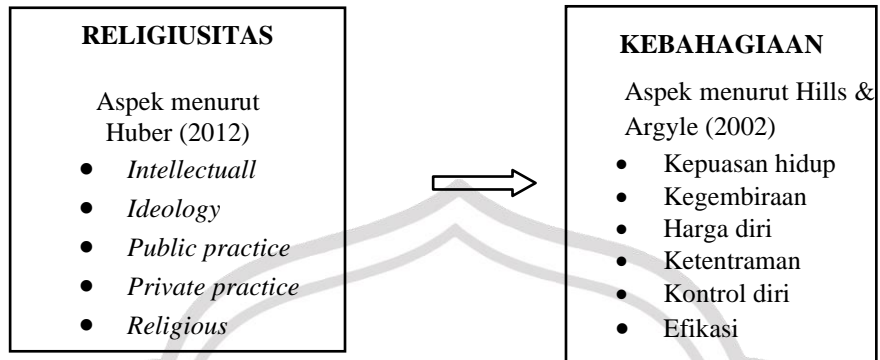 RELIGIUSITAS
Aspek menurut
Huber (2012)
• Intellectuall
• Ideology
• Public practice
• Private practice
• Religious
KEBAHAGIAAN
Aspek menurut Hills &
Argyle (2002)
• Kepuasan hidup
• Kegembiraan
• Harga diri
• Ketentraman
• Kontrol diri
• Efikasi